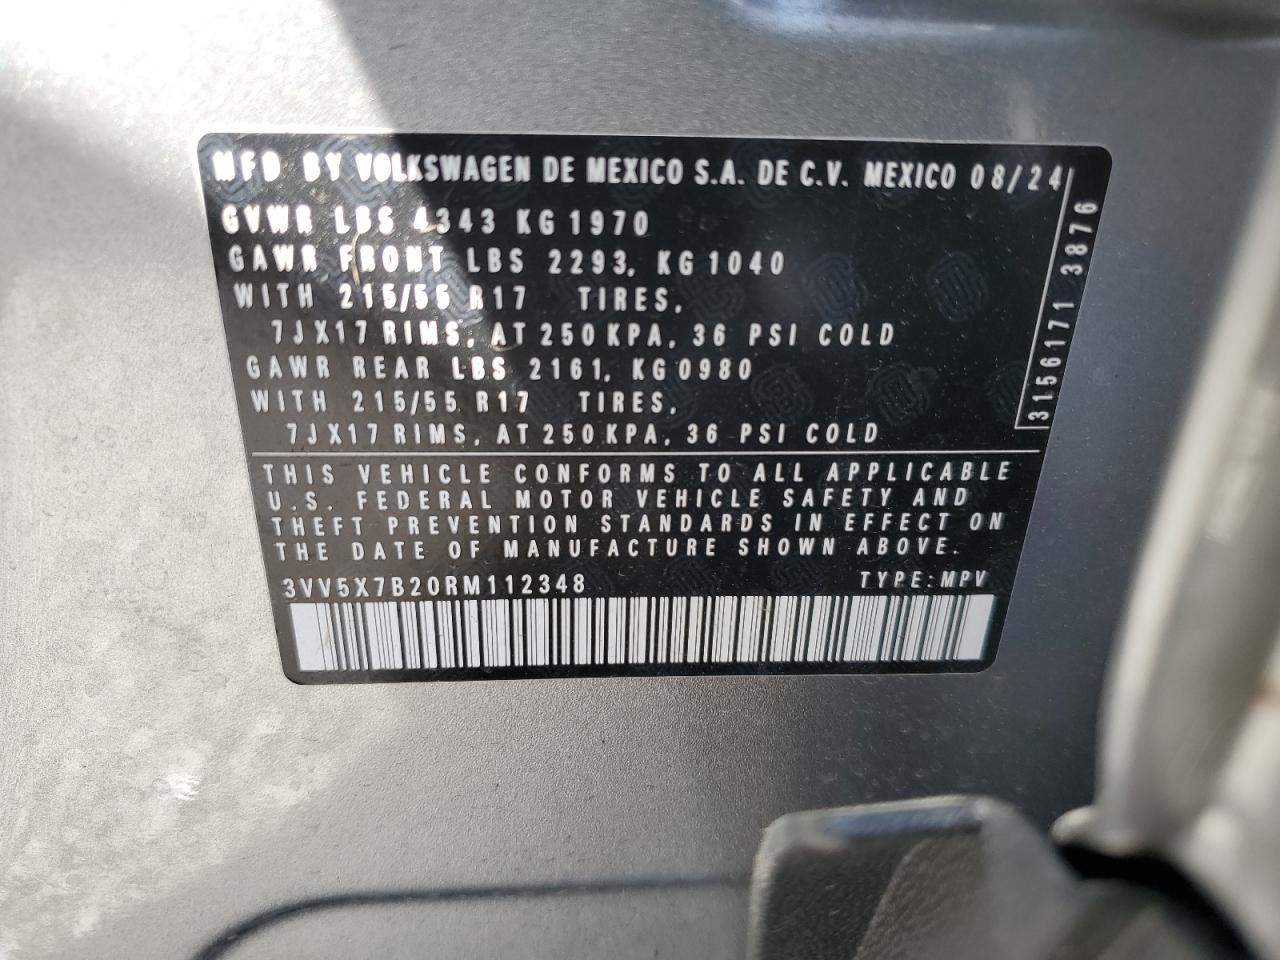 MFD BY VOLKSWAGEN DE MEXICO S.A. DE C.V. MEXICO 08/24
GVWR LBS 4343 KG 1970
GAWR FRONT LBS 2293, KG 1040
WITH 215/55 R17 TIRES,
7JX17 RIMS, AT 250 KPA, 36 PSI COLD
GAWR REAR LBS 2161, KG 0980
WITH 215/55 R17 TIRES,
7JX17 RIMS, AT 250 KPA, 36 PSI COLD
3156171 3876
THIS VEHICLE CONFORMS TO ALL APPLICABLE
U.S. FEDERAL MOTOR VEHICLE SAFETY AND
THEFT PREVENTION STANDARDS IN EFFECT ON
THE DATE OF MANUFACTURE SHOWN ABOVE.
3VV5X7B20RM112348 TYPE: MPV